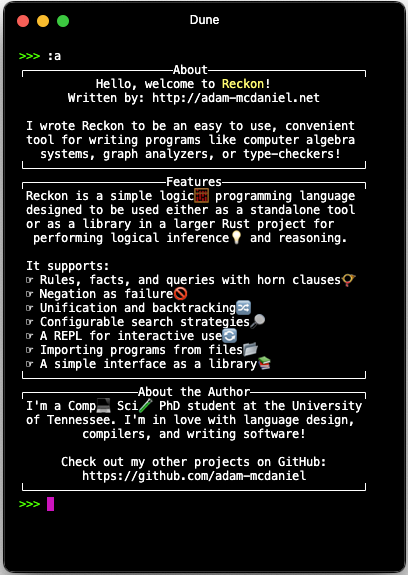 Dune
>>> :a
About
Hello, welcome to Reckon!
Written by: http://adam-mcdaniel.net
I wrote Reckon to be an easy to use, convenient
tool for writing programs like computer algebra
systems, graph analyzers, or type-checkers!
Features
Reckon is a simple logic🧮 programming language
designed to be used either as a standalone tool
or as a library in a larger Rust project for
performing logical inference💡 and reasoning.
It supports:
☞ Rules, facts, and queries with horn clauses📯
☞ Negation as failure🚫
☞ Unification and backtracking🔀
☞ Configurable search strategies🔎
☞ A REPL for interactive use🔄
☞ Importing programs from files📂
☞ A simple interface as a library📚
About the Author
I'm a Comp💻 Sci🧪 PhD student at the University
of Tennessee. I'm in love with language design,
compilers, and writing software!
Check out my other projects on GitHub:
https://github.com/adam-mcdaniel
>>>